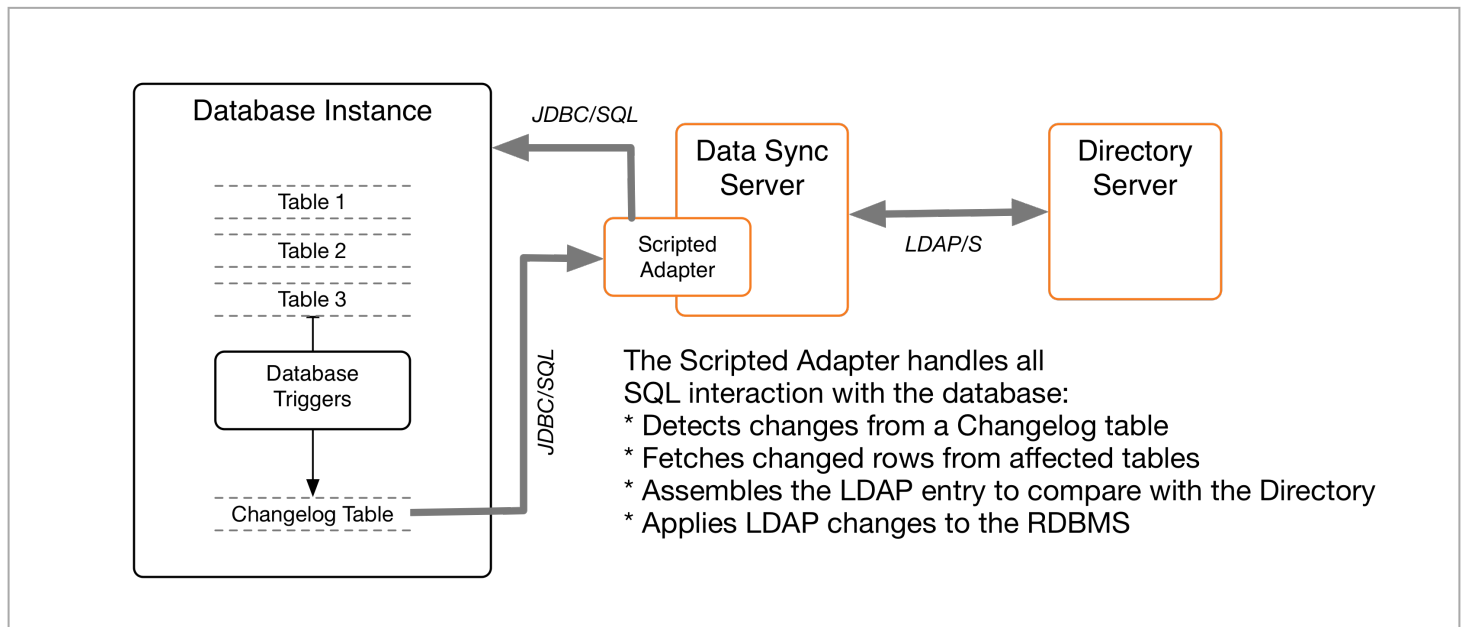 Database Instance
Table 1
Table 2
Table 3
Database
Triggers
Changelog Table
JDBC/SQL
JDBC/SQL
Data Sync
Server
Scripted
Adapter
LDAP/S
Directory
Server
The Scripted Adapter handles all
SQL interaction with the database:
* Detects changes from a Changelog table
* Fetches changed rows from affected tables
* Assembles the LDAP entry to compare with the Directory
* Applies LDAP changes to the RDBMS